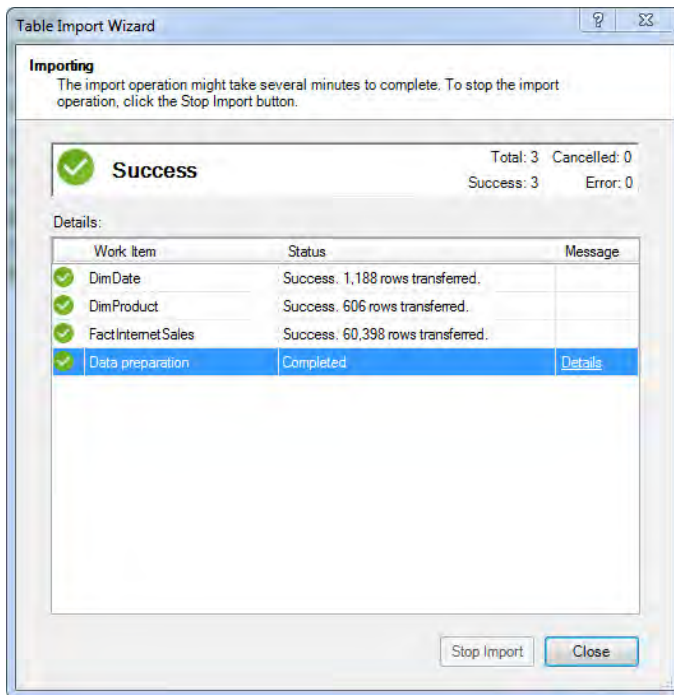 Table Import Wizard
Importing
The import operation might take several minutes to complete. To stop the import
operation, click the Stop Import button.
Success
Total: 3 Cancelled: 0
Success: 3 Error: 0
Details:
Work Item Status Message
DimDate Success. 1,188 rows transferred.
DimProduct Success. 606 rows transferred.
FactInternetSales Success. 60,398 rows transferred.
Data preparation Completed Details
Stop Import Close